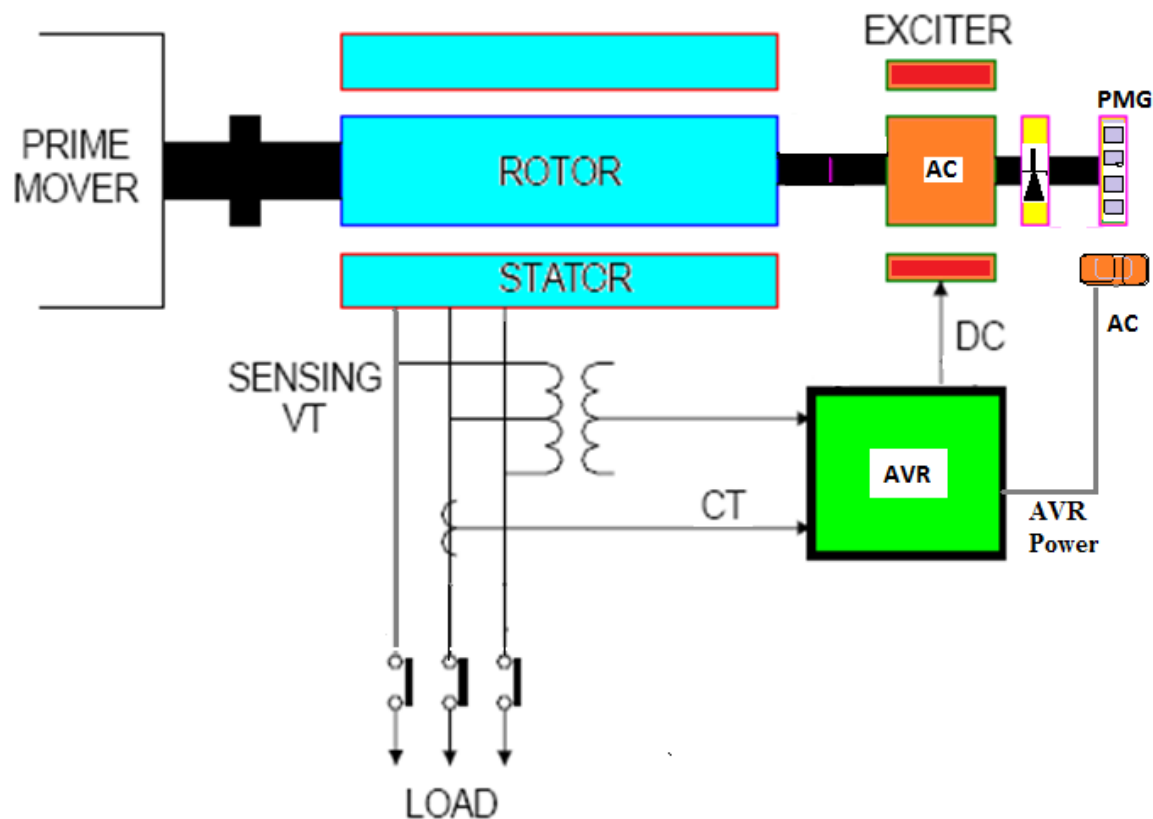 EXCITER
PMG
PRIME
MOVER
ROTOR
AC
STATOR
AC
DC
SENSING
VT
AVR
CT
AVR
Power
LOAD